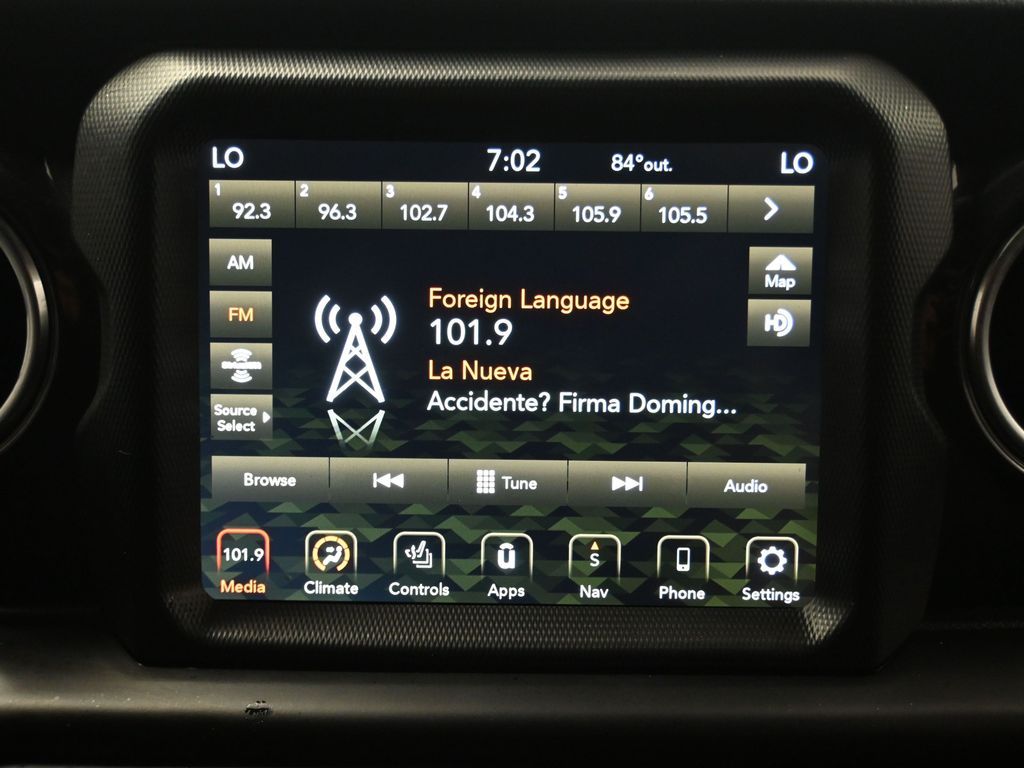 LO 7:02 84°out. LO
1 92.3 2 96.3 3 102.7 4 104.3 5 105.9 6 105.5
AM
Map
Foreign Language
FM
101.9
HD
La Nueva
Accidente? Firma Doming...
Source
Select
Browse Tune Audio
101.9 S
Media Climate Controls Apps Nav Phone Settings